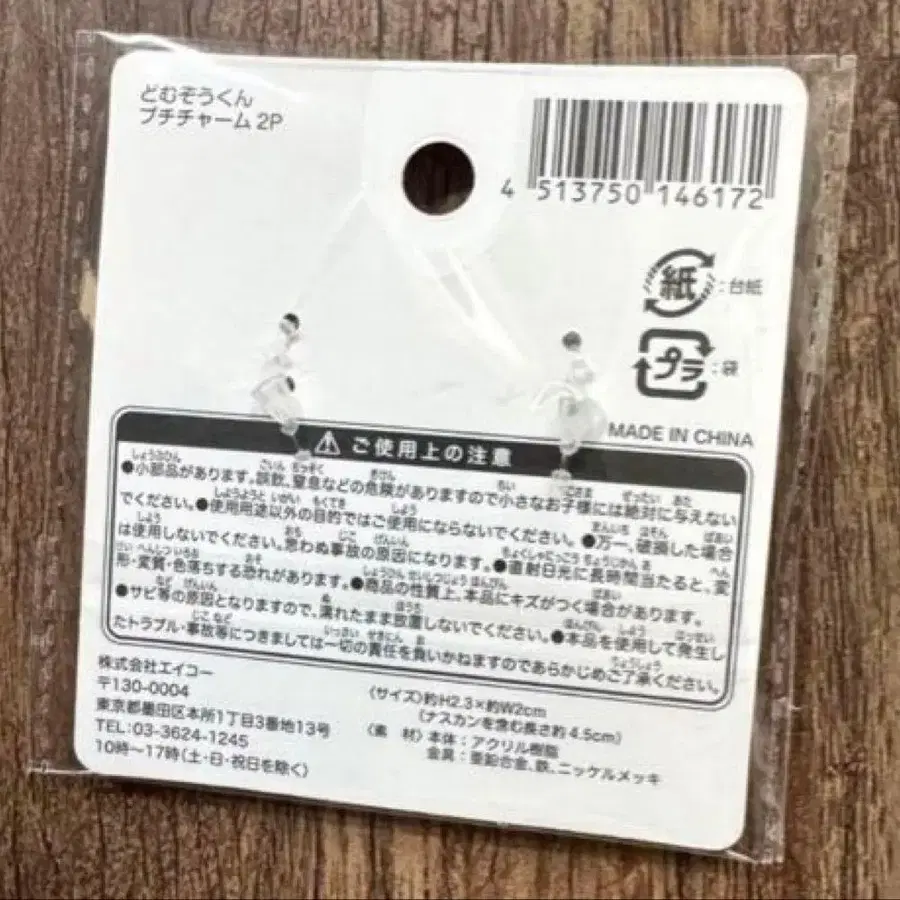 どむぞうくん
プチチャーム 2P
4 513750 146172
紙 :台紙
プラ :袋
MADE IN CHINA
ご使用上の注意
●小部品があります。誤飲、窒息などの危険がありますので小さなお子様には絶対に与えない
でください。●使用用途以外の目的ではご使用にならないでください。●万一、破損した場合
は使用しないでください。思わぬ事故の原因になります。●直射日光に長時間当たると、変
形・変質・色落ちする恐れがあります。●商品の性質上、本品にキズがつく場合があります。
●サビ等の原因となりますので、濡れたまま放置しないでください。●本品を使用して発生し
たトラブル・事故等につきましては一切の責任を負いかねますのであらかじめご了承ください。
株式会社エイコー
〒130-0004
東京都墨田区本所1丁目3番地13号
TEL:03-3624-1245
10時〜17時(土・日・祝日を除く)
〈サイズ〉約H2.3×約W2cm
(ナスカンを含む長さ約4.5cm)
〈素 材〉本体:アクリル樹脂
金具:亜鉛合金、鉄、ニッケルメッキ